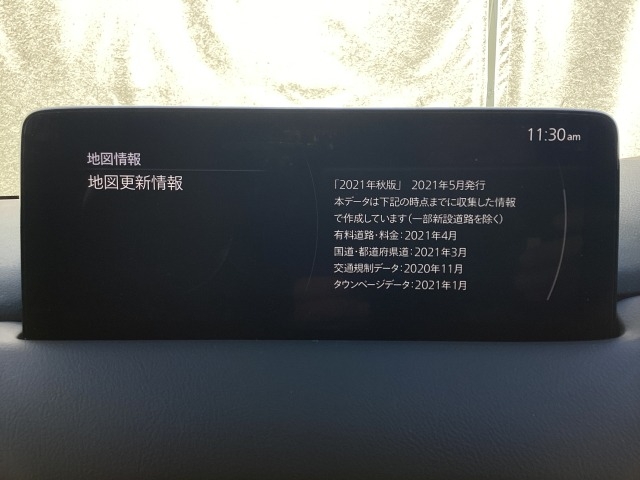 11:30am
地図情報
地図更新情報
「2021年秋版」 2021年5月発行
本データは下記の時点までに収集した情報
で作成しています(一部新設道路を除く)
有料道路・料金:2021年4月
国道・都道府県道:2021年3月
交通規制データ:2020年11月
タウンページデータ:2021年1月